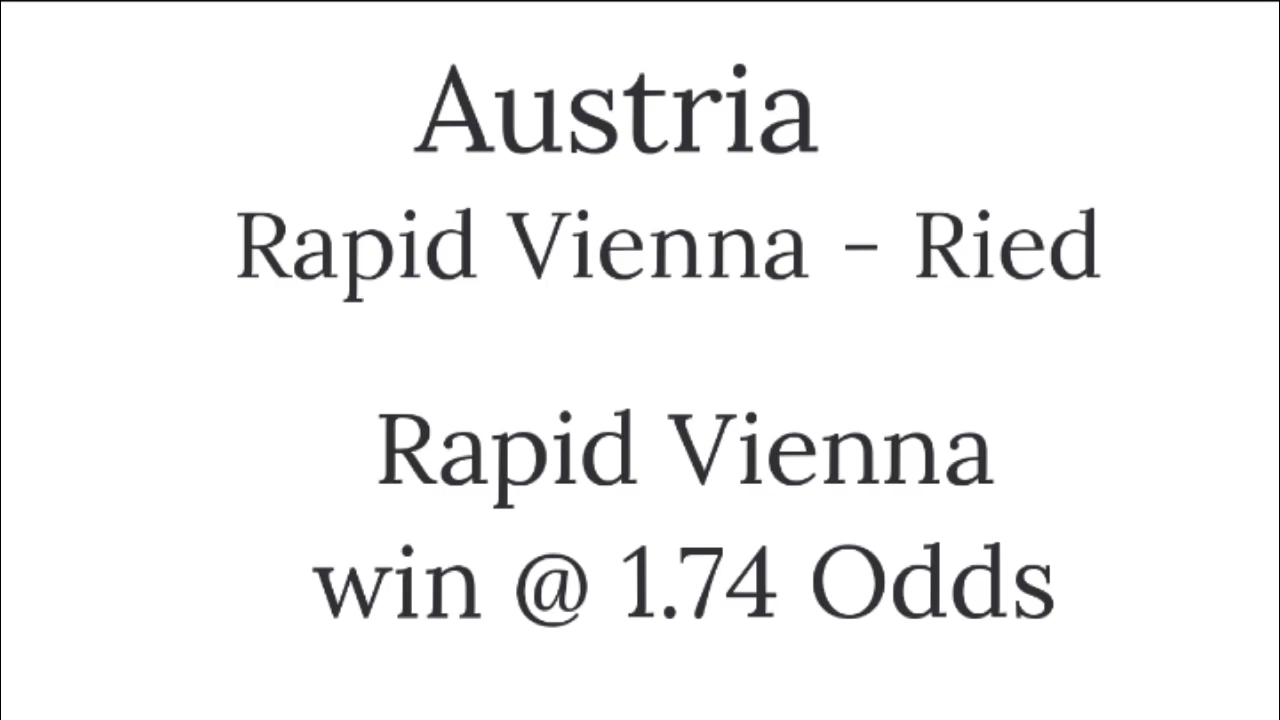 Austria
Rapid Vienna - Ried
Rapid Vienna
win @ 1.74 Odds